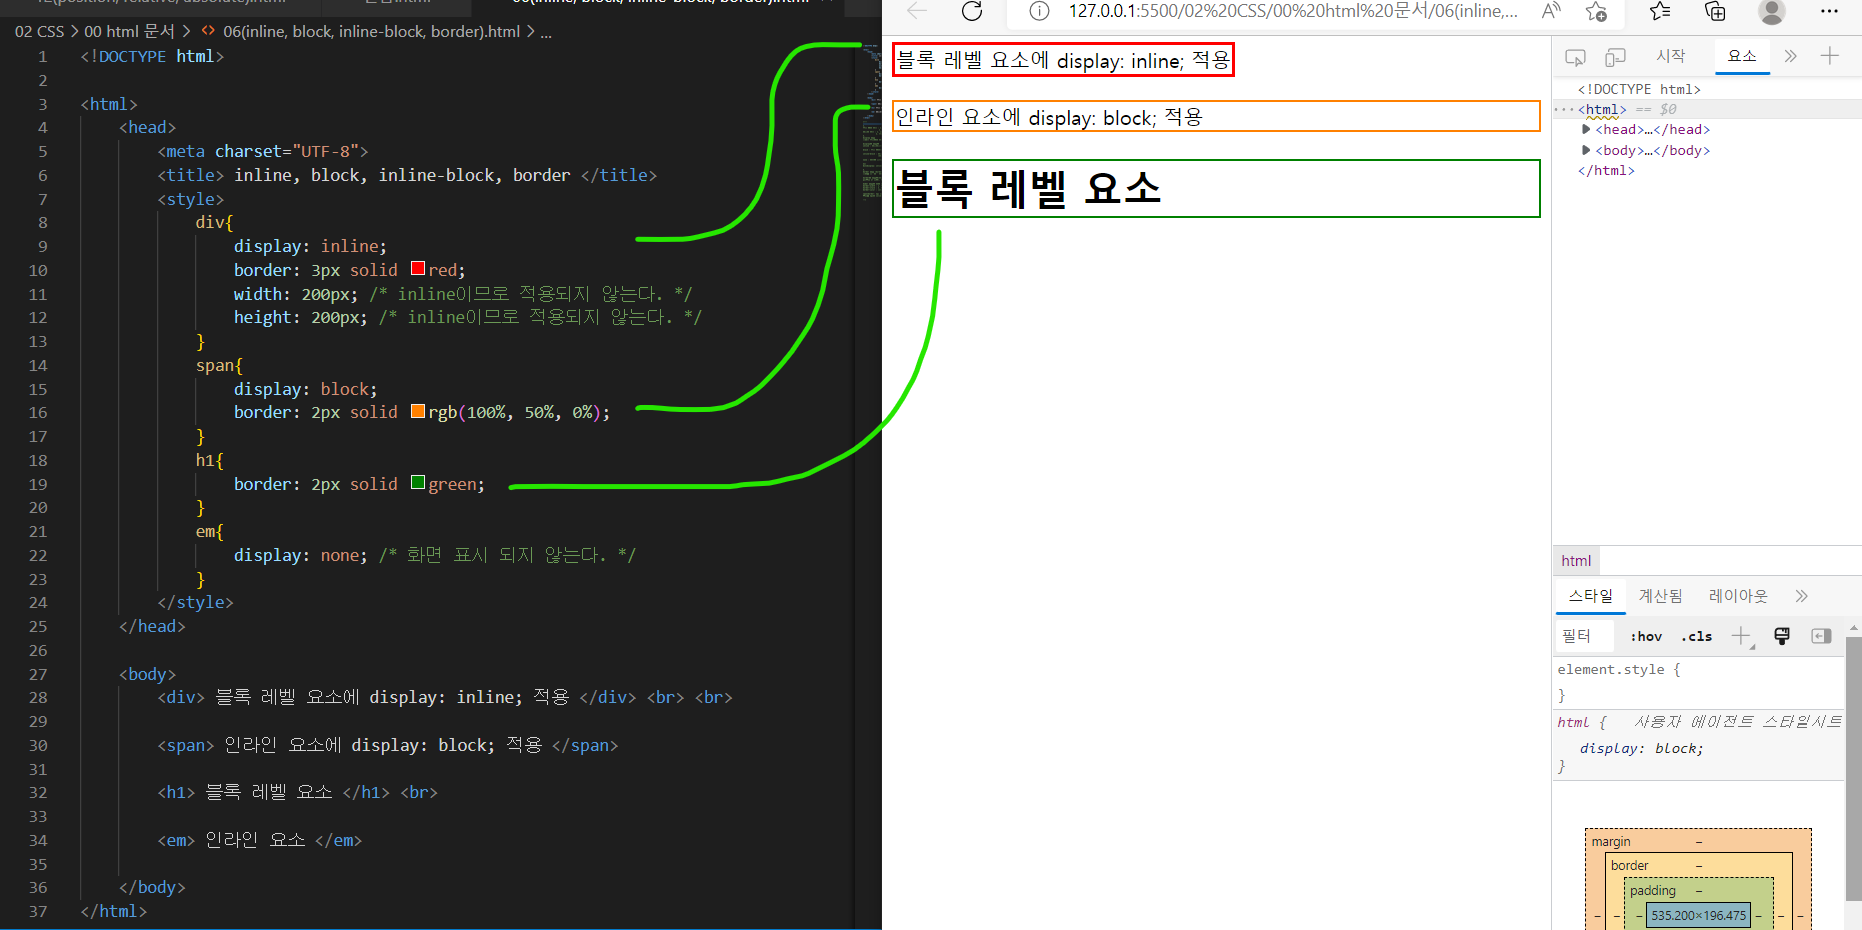 06(inline, block, inline-block, border).html
02 CSS > 00 html 문서 > <> 06(inline, block, inline-block, border).html > ...
1 <!DOCTYPE html>
2
3 <html>
4 <head>
5 <meta charset="UTF-8">
6 <title> inline, block, inline-block, border </title>
7 <style>
8 div{
9 display: inline;
10 border: 3px solid red;
11 width: 200px; /* inline이므로 적용되지 않는다. */
12 height: 200px; /* inline이므로 적용되지 않는다. */
13 }
14 span{
15 display: block;
16 border: 2px solid rgb(100%, 50%, 0%);
17 }
18 h1{
19 border: 2px solid green;
20 }
21 em{
22 display: none; /* 화면 표시 되지 않는다. */
23 }
24 </style>
25 </head>
26
27 <body>
28 <div> 블록 레벨 요소에 display: inline; 적용 </div> <br> <br>
29
30 <span> 인라인 요소에 display: block; 적용 </span>
31
32 <h1> 블록 레벨 요소 </h1> <br>
33
34 <em> 인라인 요소 </em>
35
36 </body>
37 </html>
127.0.0.1:5500/02%20CSS/00%20html%20문서/06(inline,...
블록 레벨 요소에 display: inline; 적용
인라인 요소에 display: block; 적용
블록 레벨 요소
시작 요소
<!DOCTYPE html>
<html> == $0
<head>…</head>
<body>…</body>
</html>
html
스타일 계산됨 레이아웃
필터 :hov .cls
element.style {
}
html { 사용자 에이전트 스타일시트
display: block;
}
margin –
border –
padding –
– – – 535.200×196.475 – – –